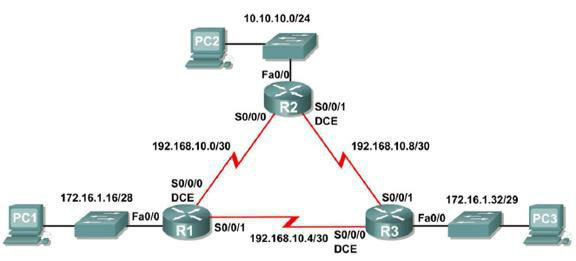 10.10.10.0/24
PC2
Fa0/0
R2
S0/0/0
S0/0/1
DCE
192.168.10.0/30
192.168.10.8/30
S0/0/0
DCE
S0/0/1
172.16.1.16/28
172.16.1.32/29
PC1
Fa0/0
R1
S0/0/1
192.168.10.4/30
S0/0/0
DCE
R3
Fa0/0
PC3